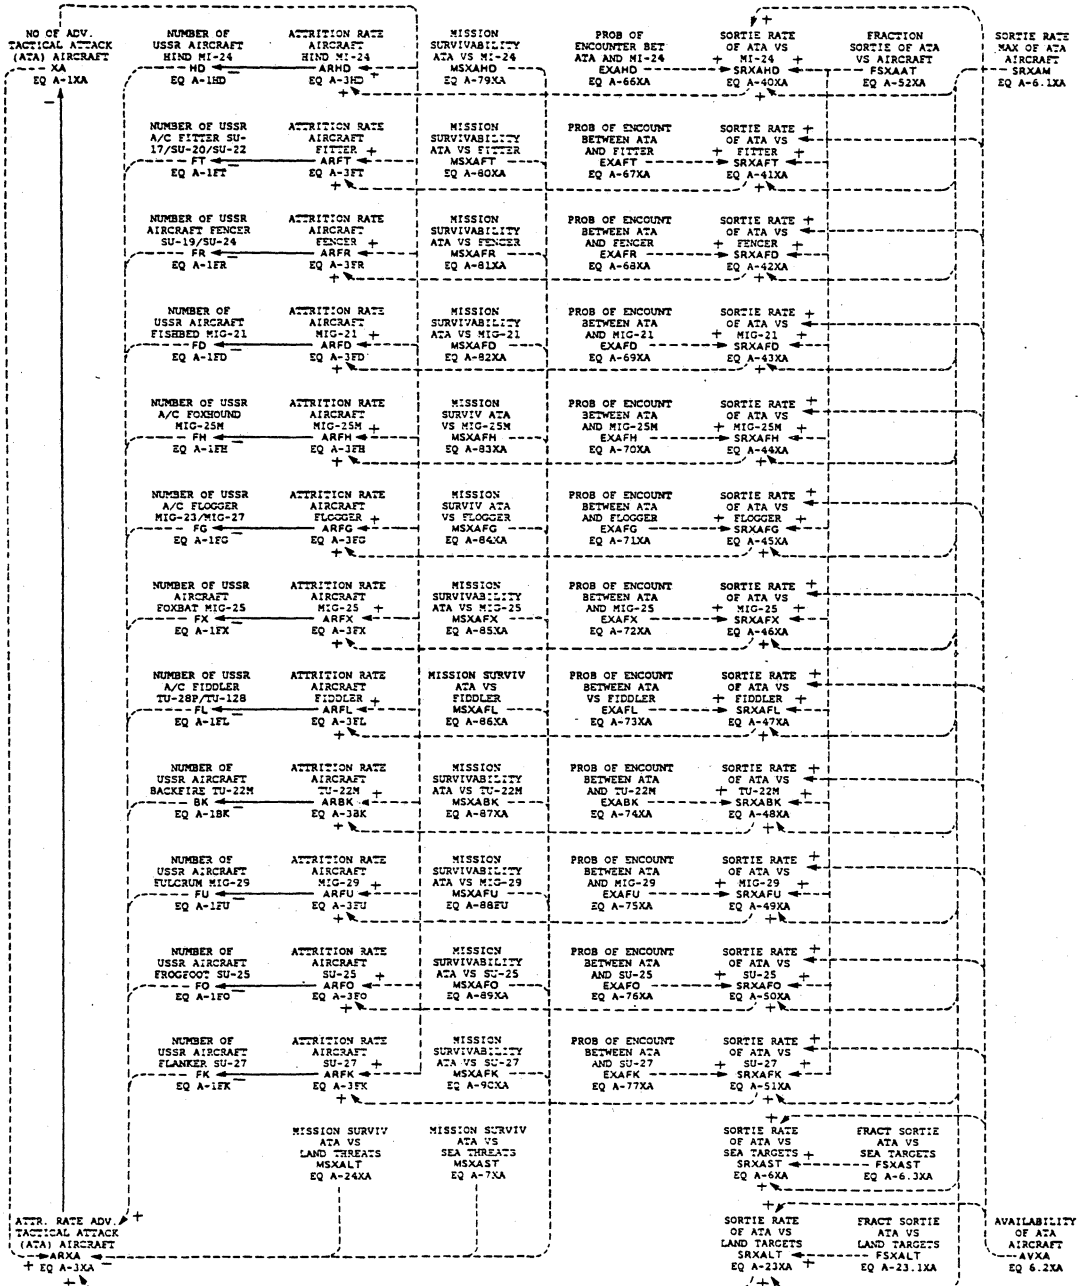 NO OF ADV.
TACTICAL ATTACK
(ATA) AIRCRAFT
XA
EQ A-1XA
NUMBER OF
USSR AIRCRAFT
HIND MI-24
HD
EQ A-1HD
ATTRITION RATE
AIRCRAFT
HIND MI-24
ARHD
EQ A-3HD
MISSION
SURVIVABILITY
ATA VS MI-24
MSXAHD
EQ A-79XA
PROB OF
ENCOUNTER BET
ATA AND MI-24
EXAHD
EQ A-66XA
SORTIE RATE
OF ATA VS
MI-24
SRXAHD
EQ A-40XA
FRACTION
SORTIE OF ATA
VS AIRCRAFT
FSXAAT
EQ A-52XA
SORTIE RATE
MAX OF ATA
AIRCRAFT
SRXAM
EQ A-6.1XA
NUMBER OF USSR
A/C FITTER SU-
17/SU-20/SU-22
FT
EQ A-1FT
ATTRITION RATE
AIRCRAFT
FITTER
ARFT
EQ A-3FT
MISSION
SURVIVABILITY
ATA VS FITTER
MSXAFT
EQ A-80XA
PROB OF ENCOUNT
BETWEEN ATA
AND FITTER
EXAFT
EQ A-67XA
SORTIE RATE
OF ATA VS
FITTER
SRXAFT
EQ A-41XA
NUMBER OF USSR
AIRCRAFT FENCER
SU-19/SU-24
FR
EQ A-1FR
ATTRITION RATE
AIRCRAFT
FENCER
ARFR
EQ A-3FR
MISSION
SURVIVABILITY
ATA VS FENCER
MSXAFR
EQ A-81XA
PROB OF ENCOUNT
BETWEEN ATA
AND FENCER
EXAFR
EQ A-68XA
SORTIE RATE
OF ATA VS
FENCER
SRXAFD
EQ A-42XA
NUMBER OF
USSR AIRCRAFT
FISHBED MIG-21
FD
EQ A-1FD
ATTRITION RATE
AIRCRAFT
MIG-21
ARFD
EQ A-3FD
MISSION
SURVIVABILITY
ATA VS MIG-21
MSXAFD
EQ A-82XA
PROB OF ENCOUNT
BETWEEN ATA
AND MIG-21
EXAFD
EQ A-69XA
SORTIE RATE
OF ATA VS
MIG-21
SRXAFD
EQ A-43XA
NUMBER OF USSR
A/C FOXHOUND
MIG-25M
FH
EQ A-1FH
ATTRITION RATE
AIRCRAFT
MIG-25M
ARFH
EQ A-3FH
MISSION
SURVIV ATA
VS MIG-25M
MSXAFH
EQ A-83XA
PROB OF ENCOUNT
BETWEEN ATA
AND MIG-25M
EXAFH
EQ A-70XA
SORTIE RATE
OF ATA VS
MIG-25M
SRXAFH
EQ A-44XA
NUMBER OF USSR
A/C FLOGGER
MIG-23/MIG-27
FG
EQ A-1FG
ATTRITION RATE
AIRCRAFT
FLOGGER
ARFG
EQ A-3FG
MISSION
SURVIV ATA
VS FLOGGER
MSXAFG
EQ A-84XA
PROB OF ENCOUNT
BETWEEN ATA
AND FLOGGER
EXAFG
EQ A-71XA
SORTIE RATE
OF ATA VS
FLOGGER
SRXAFG
EQ A-45XA
NUMBER OF USSR
AIRCRAFT
FOXBAT MIG-25
FX
EQ A-1FX
ATTRITION RATE
AIRCRAFT
MIG-25
ARFX
EQ A-3FX
MISSION
SURVIVABILITY
ATA VS MIG-25
MSXAFX
EQ A-85XA
PROB OF ENCOUNT
BETWEEN ATA
AND MIG-25
EXAFX
EQ A-72XA
SORTIE RATE
OF ATA VS
MIG-25
SRXAFX
EQ A-46XA
NUMBER OF USSR
A/C FIDDLER
TU-28P/TU-128
FL
EQ A-1FL
ATTRITION RATE
AIRCRAFT
FIDDLER
ARFL
EQ A-3FL
MISSION SURVIV
ATA VS
FIDDLER
MSXAFL
EQ A-86XA
PROB OF ENCOUNT
BETWEEN ATA
VS FIDDLER
EXAFL
EQ A-73XA
SORTIE RATE
OF ATA VS
FIDDLER
SRXAFL
EQ A-47XA
NUMBER OF
USSR AIRCRAFT
BACKFIRE TU-22M
BK
EQ A-1BK
ATTRITION RATE
AIRCRAFT
TU-22M
ARBK
EQ A-3BK
MISSION
SURVIVABILITY
ATA VS TU-22M
MSXABK
EQ A-87XA
PROB OF ENCOUNT
BETWEEN ATA
AND TU-22M
EXABK
EQ A-74XA
SORTIE RATE
OF ATA VS
TU-22M
SRXABK
EQ A-48XA
NUMBER OF
USSR AIRCRAFT
FULCRUM MIG-29
FU
EQ A-1FU
ATTRITION RATE
AIRCRAFT
MIG-29
ARFU
EQ A-3FU
MISSION
SURVIVABILITY
ATA VS MIG-29
MSXAFU
EQ A-88FU
PROB OF ENCOUNT
BETWEEN ATA
AND MIG-29
EXAFU
EQ A-75XA
SORTIE RATE
OF ATA VS
MIG-29
SRXAFU
EQ A-49XA
NUMBER OF
USSR AIRCRAFT
FROGFOOT SU-25
FO
EQ A-1FO
ATTRITION RATE
AIRCRAFT
SU-25
ARFO
EQ A-3FO
MISSION
SURVIVABILITY
ATA VS SU-25
MSXAFO
EQ A-89XA
PROB OF ENCOUNT
BETWEEN ATA
AND SU-25
EXAFO
EQ A-76XA
SORTIE RATE
OF ATA VS
SU-25
SRXAFO
EQ A-50XA
NUMBER OF
USSR AIRCRAFT
FLANKER SU-27
FK
EQ A-1FK
ATTRITION RATE
AIRCRAFT
SU-27
ARFK
EQ A-3FK
MISSION
SURVIVABILITY
ATA VS SU-27
MSXAFK
EQ A-90XA
PROB OF ENCOUNT
BETWEEN ATA
AND SU-27
EXAFK
EQ A-77XA
SORTIE RATE
OF ATA VS
SU-27
SRXAFK
EQ A-51XA
MISSION SURVIV
ATA VS
LAND THREATS
MSXALT
EQ A-24XA
MISSION SURVIV
ATA VS
SEA THREATS
MSXAST
EQ A-7XA
SORTIE RATE
OF ATA VS
SEA TARGETS
SRXAST
EQ A-6XA
FRACT SORTIE
ATA VS
SEA TARGETS
FSXAST
EQ A-6.3XA
ATTR. RATE ADV.
TACTICAL ATTACK
(ATA) AIRCRAFT
ARXA
EQ A-3XA
SORTIE RATE
OF ATA VS
LAND TARGETS
SRXALT
EQ A-23XA
FRACT SORTIE
ATA VS
LAND TARGETS
FSXALT
EQ A-23.1XA
AVAILABILITY
OF ATA
AIRCRAFT
AVXA
EQ 6.2XA